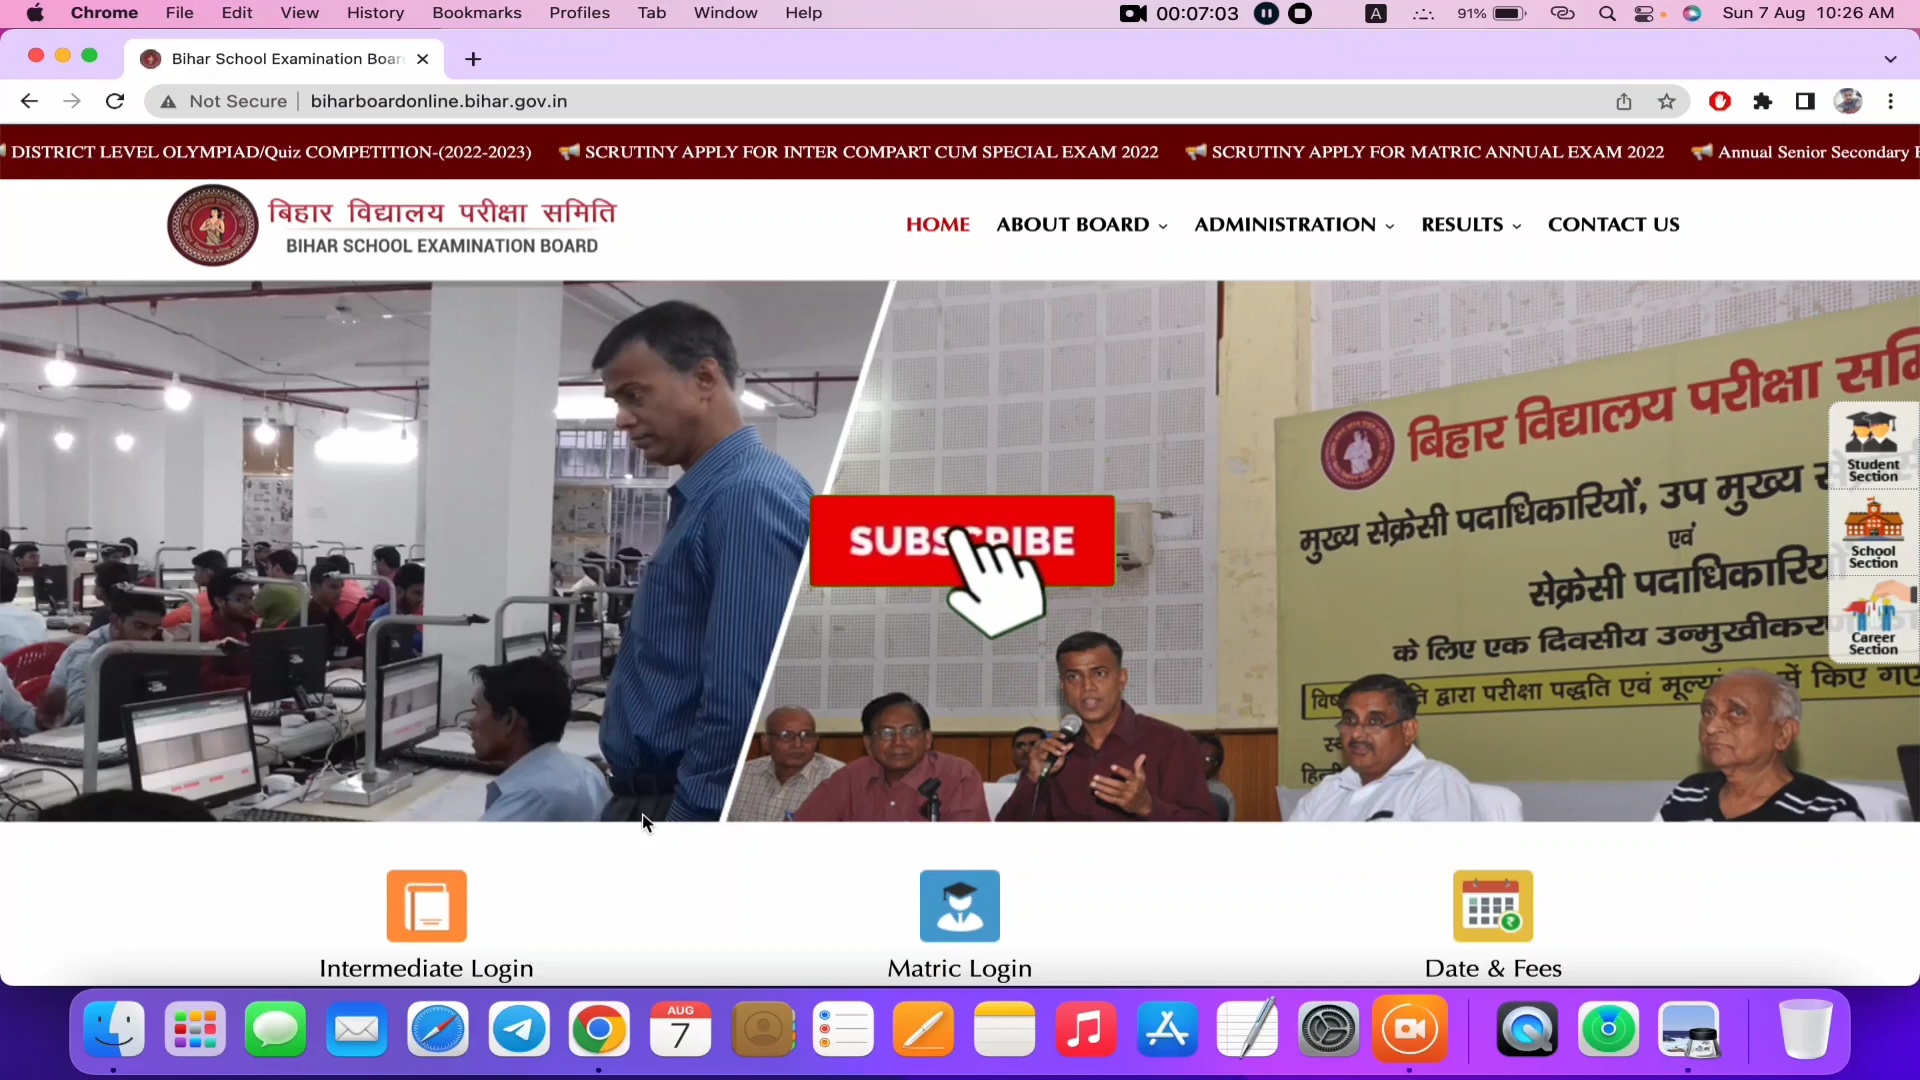 Chrome File Edit View History Bookmarks Profiles Tab Window Help 00:07:03 A 91% Sun 7 Aug 10:26 AM
Bihar School Examination Boar
Not Secure biharboardonline.bihar.gov.in
DISTRICT LEVEL OLYMPIAD/Quiz COMPETITION-(2022-2023) SCRUTINY APPLY FOR INTER COMPART CUM SPECIAL EXAM 2022 SCRUTINY APPLY FOR MATRIC ANNUAL EXAM 2022 Annual Senior Secondary
बिहार विद्यालय परीक्षा समिति
BIHAR SCHOOL EXAMINATION BOARD
HOME ABOUT BOARD ADMINISTRATION RESULTS CONTACT US
बिहार विद्यालय परीक्षा
मुख्य सेक्रेसी पदाधिकारियों, उप मुख्य
एवं
सेक्रेसी
के लिए एक दिवसीय
द्वारा परीक्षा पद्धति एवं में किए
Student
Section
School
Section
Career
Section
SUBSCRIBE
Intermediate Login
Matric Login
Date & Fees
AUG
7